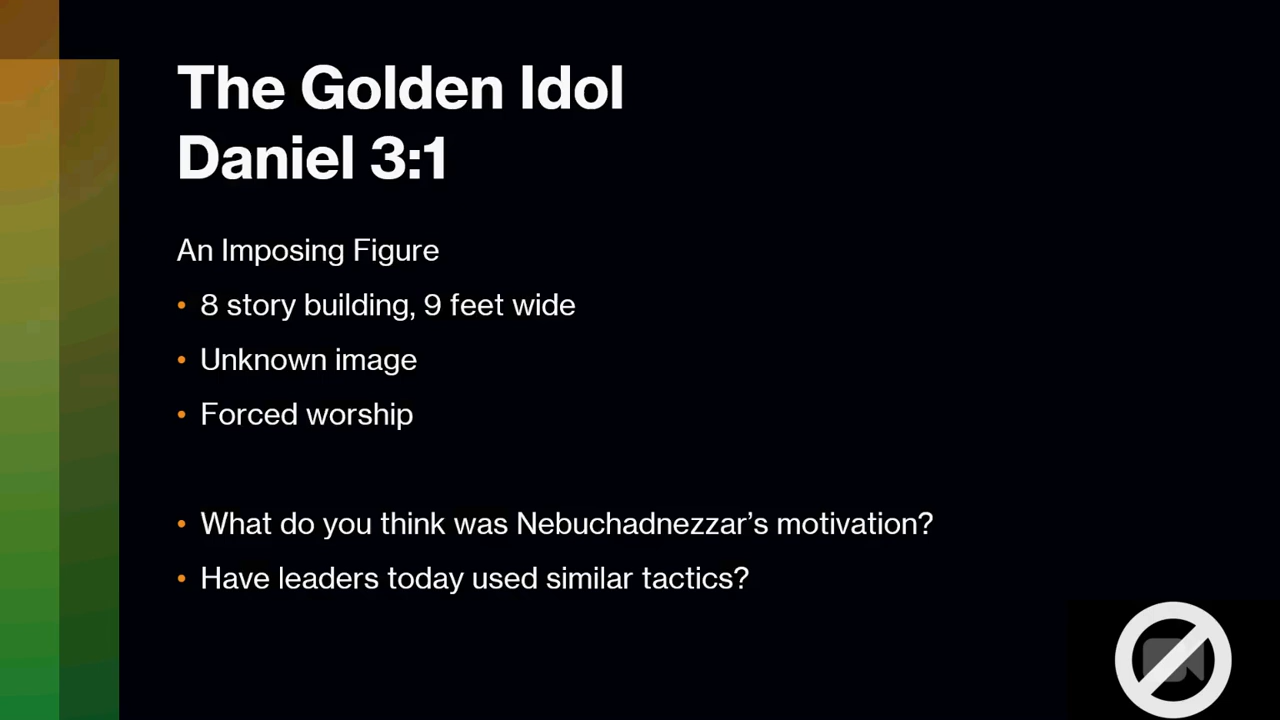 The Golden Idol
Daniel 3:1
An Imposing Figure
• 8 story building, 9 feet wide
• Unknown image
• Forced worship
• What do you think was Nebuchadnezzar’s motivation?
• Have leaders today used similar tactics?